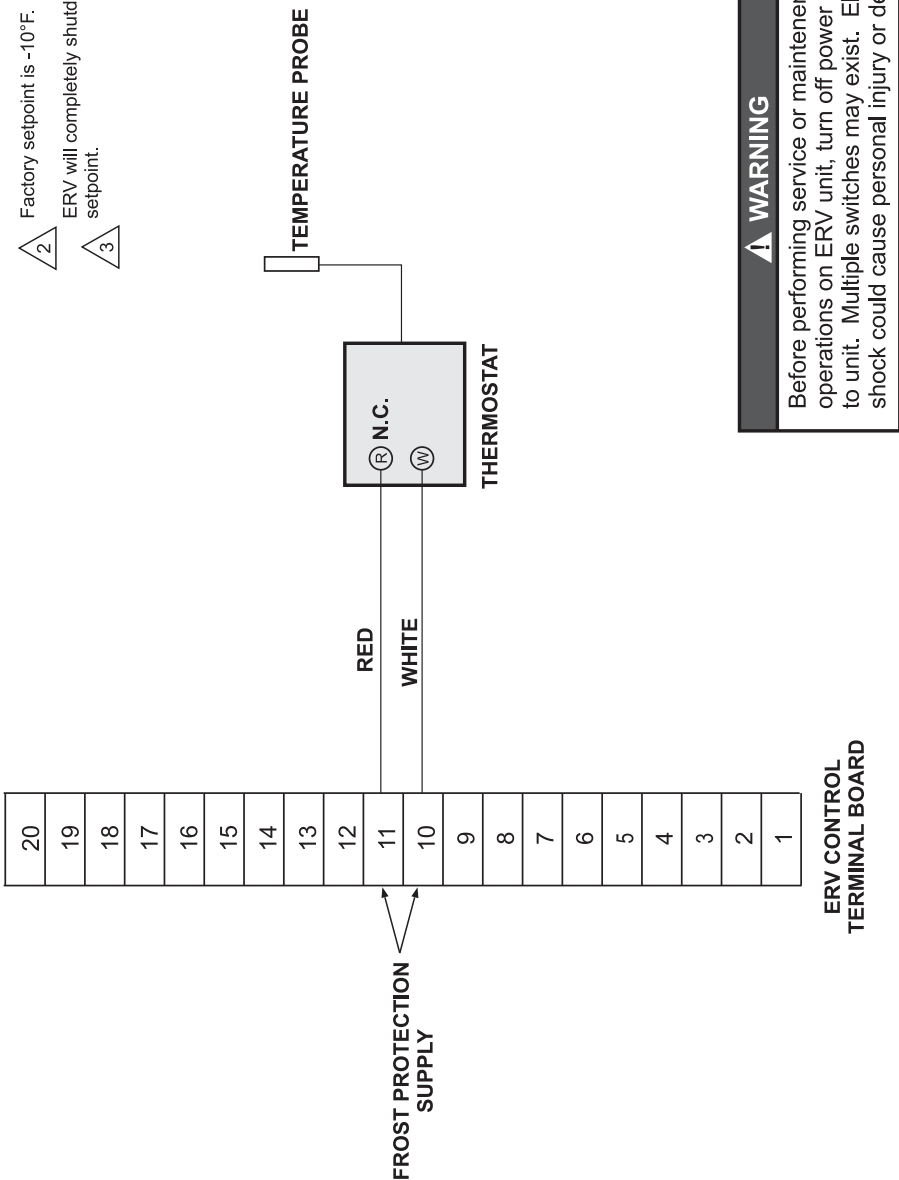 2 Factory setpoint is -10°F.
3 ERV will completely shutd
setpoint.
20
19
18
17
16
15
14
13
12
11
10
9
8
7
6
5
4
3
2
1
FROST PROTECTION
SUPPLY
RED
WHITE
R N.C.
W
THERMOSTAT
TEMPERATURE PROBE
ERV CONTROL
TERMINAL BOARD
! WARNING
Before performing service or maintene
operations on ERV unit, turn off power
to unit. Multiple switches may exist. El
shock could cause personal injury or de